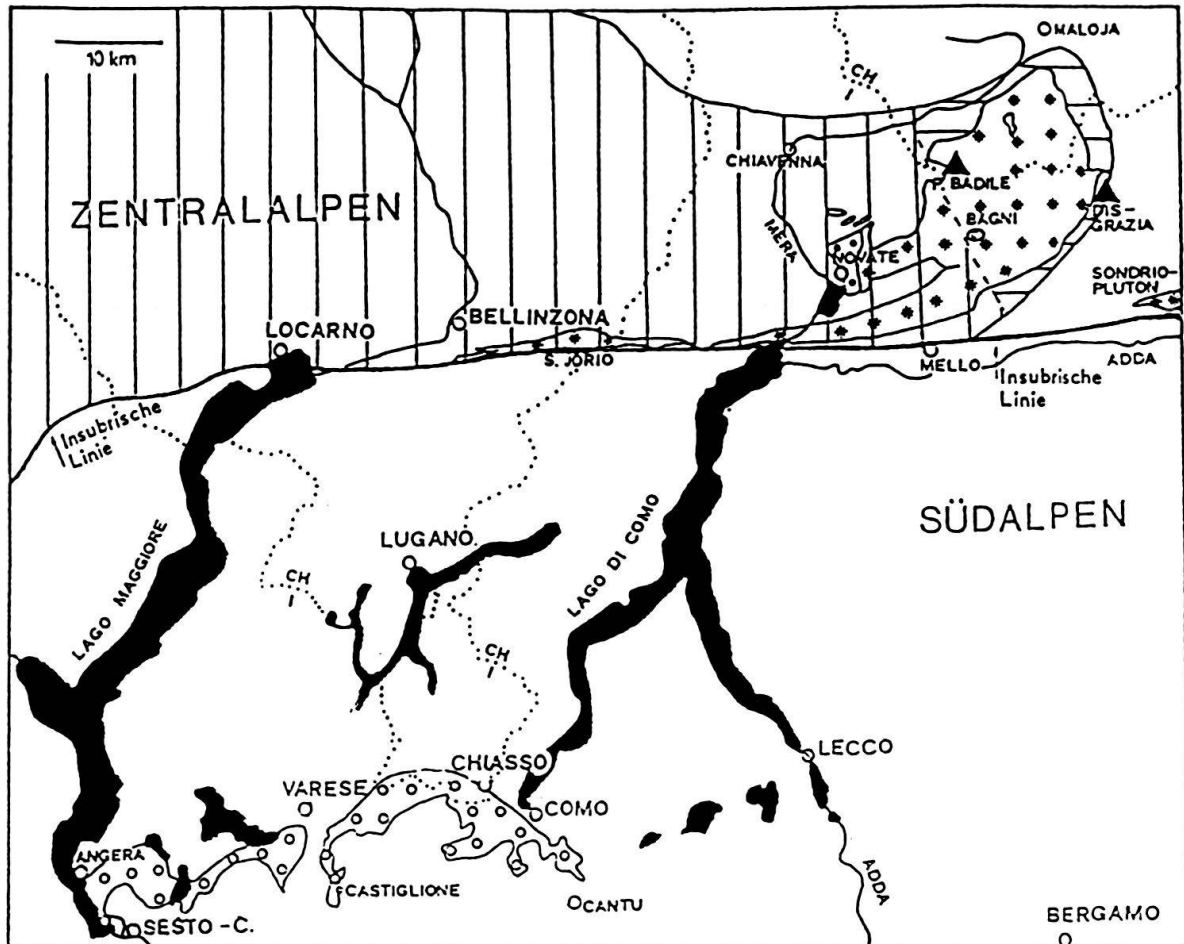 10 km
MALOJA
CH
I
CHIAVENNA
P. BADILE
ZENTRALALPEN
DIS-
GRAZIA
BAGNI
MERA
NOVATE
SONDRIO-
PLUTON
BELLINZONA
LOCARNO
S. JORIO
MELLO
ADDA
Insubrische
Linie
Insubrische
Linie
SÜDALPEN
LAGO MAGGIORE
LUGANO
LAGO DI COMO
CH
I
CH
I
LECCO
CHIASSO
VARESE
COMO
ANGERA
CASTIGLIONE
CANTU
ADDA
SESTO-C.
BERGAMO